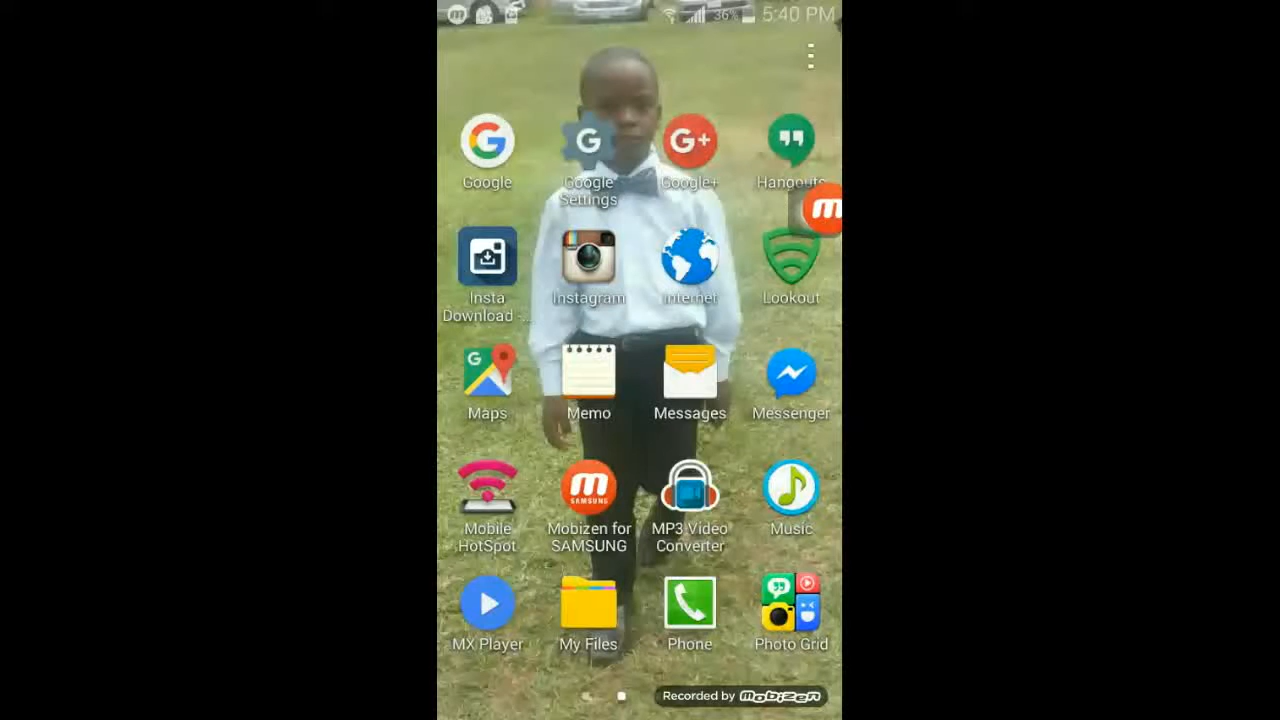 36% 5:40 PM
Google Google Settings Google+ Hangouts
Insta Download -... Instagram Internet Lookout
G
Maps Memo Messages Messenger
SAMSUNG
Mobile HotSpot Mobizen for SAMSUNG MP3 Video Converter Music
MX Player My Files Phone Photo Grid
Recorded by mobizen